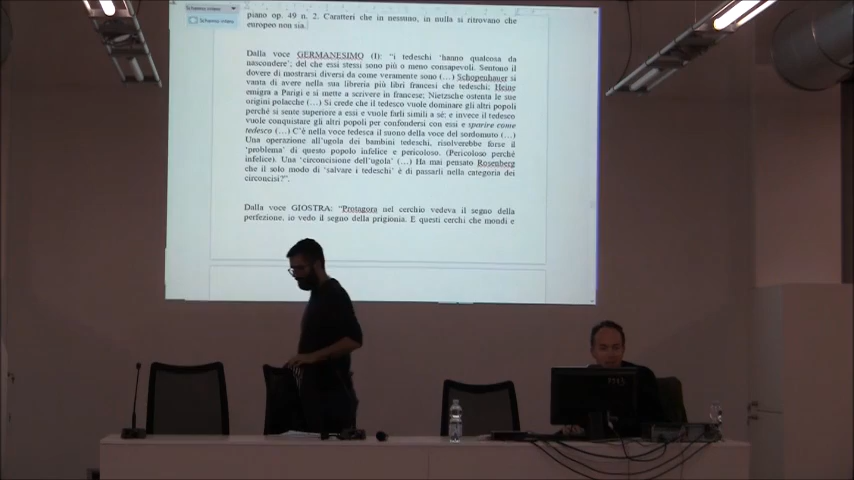 Schermo intero
Schermo intero
piano op. 49 n. 2. Caratteri che in nessuno, in nulla si ritrovano che
europeo non sia.
Dalla voce GERMANESIMO (I): "i tedeschi 'hanno qualcosa da
nascondere'; del che essi stessi sono più o meno consapevoli. Sentono il
dovere di mostrarsi diversi da come veramente sono (...) Schopenhauer si
vanta di avere nella sua libreria più libri francesi che tedeschi; Heine
emigra a Parigi e si mette a scrivere in francese; Nietzsche ostenta le sue
origini polacche (...) Si crede che il tedesco vuole dominare gli altri popoli
perché si sente superiore a essi e vuole farli simili a sé; e invece il tedesco
vuole conquistare gli altri popoli per confondersi con essi e sparire come
tedesco (...) C'è nella voce tedesca il suono della voce del sordomuto (...)
Una operazione all'ugola dei bambini tedeschi, risolverebbe forse il
'problema' di questo popolo infelice e pericoloso. (Pericoloso perché
infelice). Una 'circoncisione dell'ugola' (...) Ha mai pensato Rosenberg
che il solo modo di 'salvare i tedeschi' è di passarli nella categoria dei
circoncisi?".
Dalla voce GIOSTRA: "Protagora nel cerchio vedeva il segno della
perfezione, io vedo il segno della prigionia. E questi cerchi che mondi e